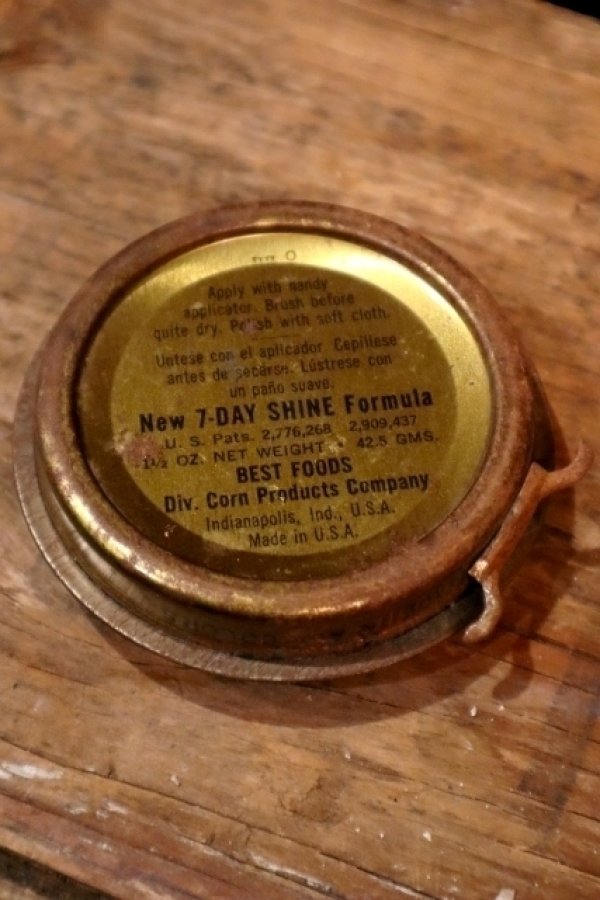 Apply with handy
applicator. Brush before
quite dry. Polish with soft cloth.
Untese con el aplicador. Cepillese
antes de secarse. Lústrese con
un paño suave.
New 7-DAY SHINE Formula
U. S. Pats. 2,776,268 2,909,437
1½ OZ. NET WEIGHT • 42.5 GMS.
BEST FOODS
Div. Corn Products Company
Indianapolis, Ind., U.S.A.
Made in U.S.A.